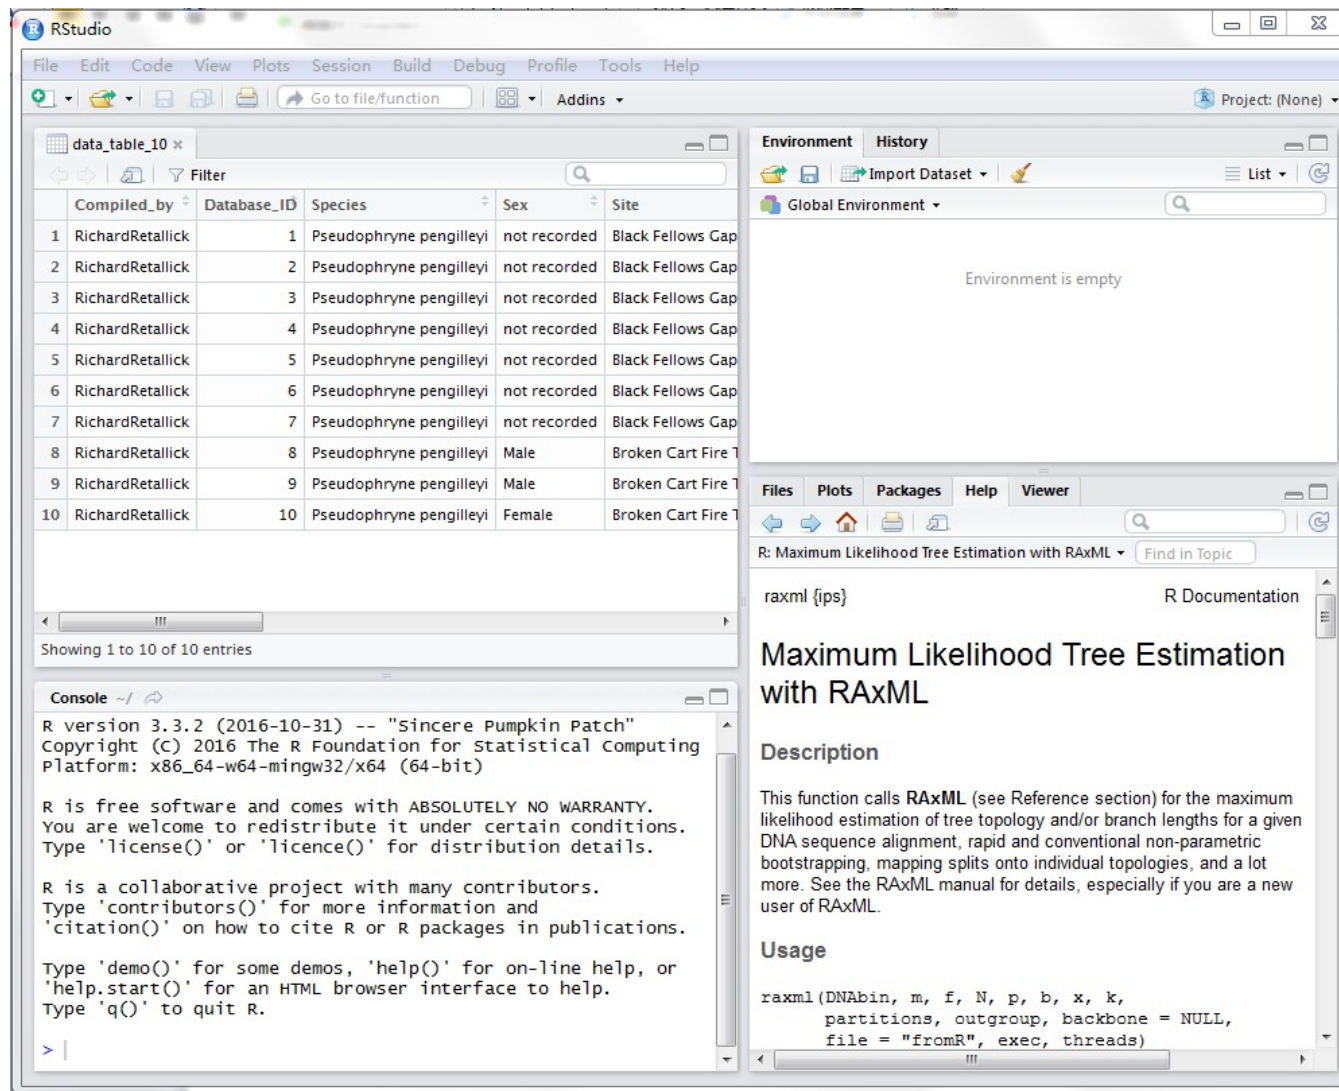 RStudio
File Edit Code View Plots Session Build Debug Profile Tools Help
Go to file/function Addins Project: (None)
data_table_10
Filter
Compiled_by Database_ID Species Sex Site
1 RichardRetallick 1 Pseudophryne pengilleyi not recorded Black Fellows Gap
2 RichardRetallick 2 Pseudophryne pengilleyi not recorded Black Fellows Gap
3 RichardRetallick 3 Pseudophryne pengilleyi not recorded Black Fellows Gap
4 RichardRetallick 4 Pseudophryne pengilleyi not recorded Black Fellows Gap
5 RichardRetallick 5 Pseudophryne pengilleyi not recorded Black Fellows Gap
6 RichardRetallick 6 Pseudophryne pengilleyi not recorded Black Fellows Gap
7 RichardRetallick 7 Pseudophryne pengilleyi not recorded Black Fellows Gap
8 RichardRetallick 8 Pseudophryne pengilleyi Male Broken Cart Fire T
9 RichardRetallick 9 Pseudophryne pengilleyi Male Broken Cart Fire T
10 RichardRetallick 10 Pseudophryne pengilleyi Female Broken Cart Fire T
Showing 1 to 10 of 10 entries
Console ~/
R version 3.3.2 (2016-10-31) -- "Sincere Pumpkin Patch"
Copyright (C) 2016 The R Foundation for Statistical Computing
Platform: x86_64-w64-mingw32/x64 (64-bit)
R is free software and comes with ABSOLUTELY NO WARRANTY.
You are welcome to redistribute it under certain conditions.
Type 'license()' or 'licence()' for distribution details.
R is a collaborative project with many contributors.
Type 'contributors()' for more information and
'citation()' on how to cite R or R packages in publications.
Type 'demo()' for some demos, 'help()' for on-line help, or
'help.start()' for an HTML browser interface to help.
Type 'q()' to quit R.
>
Environment History
Import Dataset List
Global Environment
Environment is empty
Files Plots Packages Help Viewer
R: Maximum Likelihood Tree Estimation with RAxML Find in Topic
raxml {ips} R Documentation
Maximum Likelihood Tree Estimation
with RAxML
Description
This function calls RAxML (see Reference section) for the maximum
likelihood estimation of tree topology and/or branch lengths for a given
DNA sequence alignment, rapid and conventional non-parametric
bootstrapping, mapping splits onto individual topologies, and a lot
more. See the RAxML manual for details, especially if you are a new
user of RAxML.
Usage
raxml(DNAbin, m, f, N, p, b, x, k,
partitions, outgroup, backbone = NULL,
file = "fromR", exec, threads)